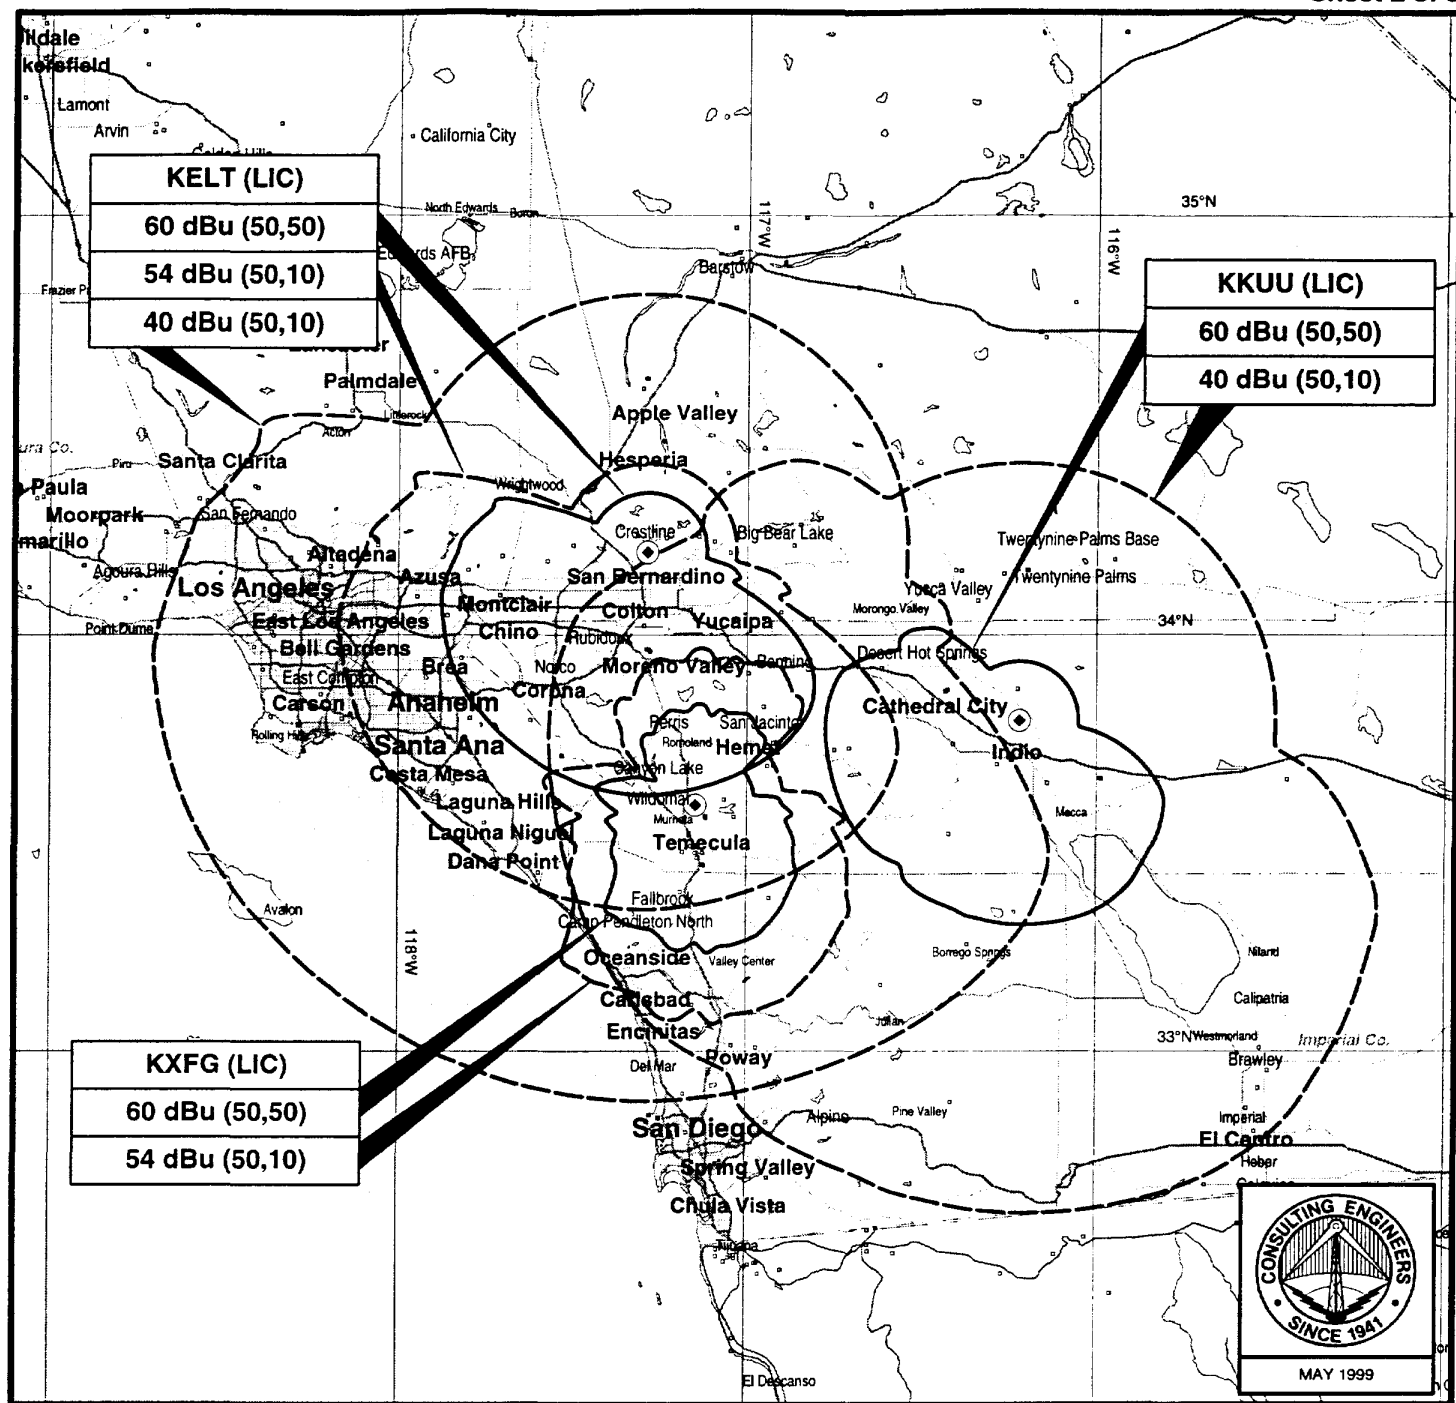 Lamont
Arvin
California City
KELT (LIC)
60 dBu (50,50)
54 dBu (50,10)
40 dBu (50,10)
North Edwards
Boron
35°N
117°W
116°W
Barstow
KKUU (LIC)
60 dBu (50,50)
40 dBu (50,10)
Palmdale
Littlerock
Acton
Apple Valley
Hesperia
Santa Clarita
Piru
Wrightwood
Moorpark
San Fernando
Crestline
Big Bear Lake
Twentynine Palms Base
Altadena
Agoura Hills
Los Angeles
Azusa
San Bernardino
Twentynine Palms
Yucca Valley
Montclair
Colton
Morongo Valley
East Los Angeles
Yucaipa
34°N
Point Dume
Chino
Rubidoux
Bell Gardens
Desert Hot Springs
Brea
Norco
Moreno Valley
Banning
East Compton
Corona
Carson
Anaheim
Cathedral City
Perris
San Jacinto
Rolling Hills
Romoland
Hemet
Santa Ana
Indio
Costa Mesa
Canyon Lake
Laguna Hills
Wildomar
Mecca
Murrieta
Laguna Niguel
Temecula
Dana Point
Fallbrook
Avalon
Camp Pendleton North
118°W
Oceanside
Valley Center
Borrego Springs
Niland
Carlsbad
Calipatria
Julian
Encinitas
33°N
Westmorland
Imperial Co.
KXFG (LIC)
60 dBu (50,50)
54 dBu (50,10)
Poway
Del Mar
Brawley
Alpine
Pine Valley
Imperial
San Diego
El Centro
Heber
Spring Valley
Chula Vista
Tijuana
CONSULTING ENGINEERS
• SINCE 1941 •
MAY 1999
El Descanso